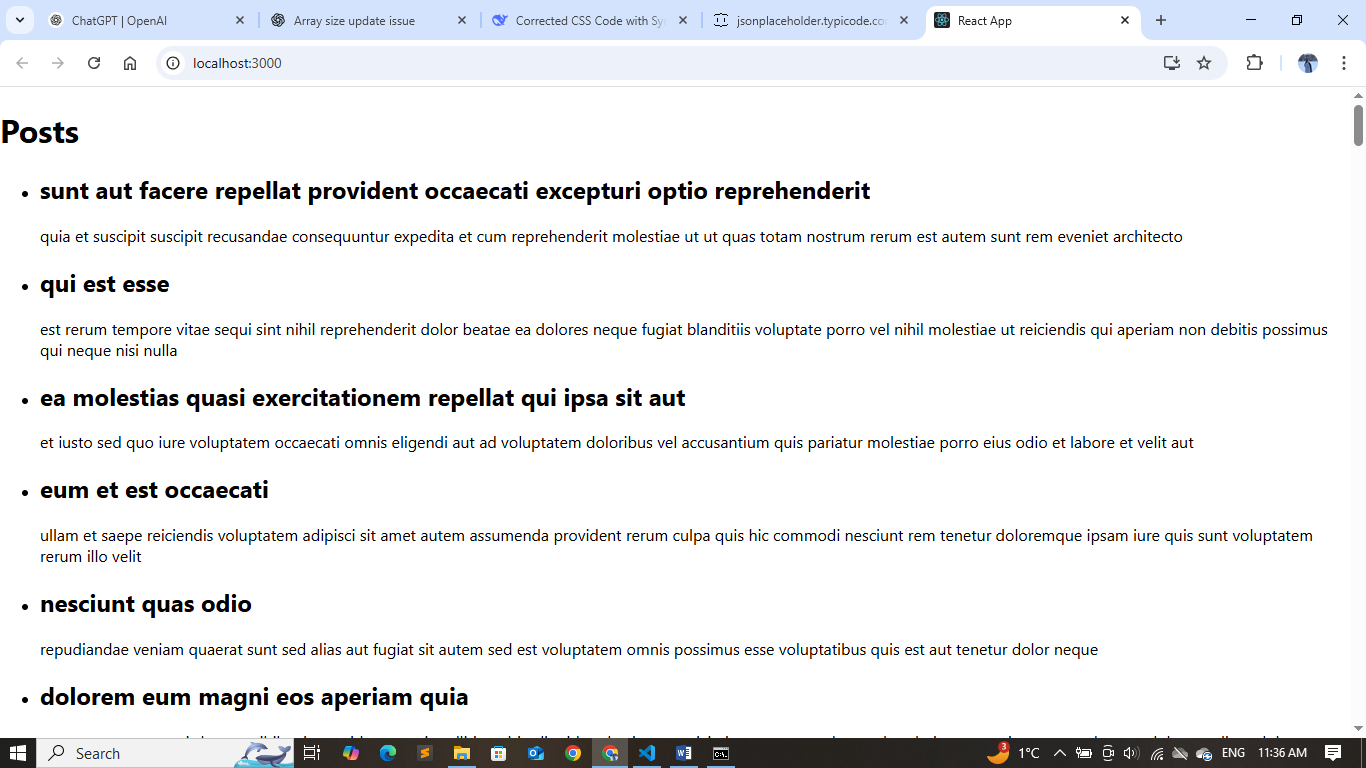 ChatGPT | OpenAI
Array size update issue
Corrected CSS Code with Sy
jsonplaceholder.typicode.co
React App
localhost:3000
Posts
sunt aut facere repellat provident occaecati excepturi optio reprehenderit
quia et suscipit suscipit recusandae consequuntur expedita et cum reprehenderit molestiae ut ut quas totam nostrum rerum est autem sunt rem eveniet architecto
qui est esse
est rerum tempore vitae sequi sint nihil reprehenderit dolor beatae ea dolores neque fugiat blanditiis voluptate porro vel nihil molestiae ut reiciendis qui aperiam non debitis possimus
qui neque nisi nulla
ea molestias quasi exercitationem repellat qui ipsa sit aut
et iusto sed quo iure voluptatem occaecati omnis eligendi aut ad voluptatem doloribus vel accusantium quis pariatur molestiae porro eius odio et labore et velit aut
eum et est occaecati
ullam et saepe reiciendis voluptatem adipisci sit amet autem assumenda provident rerum culpa quis hic commodi nesciunt rem tenetur doloremque ipsam iure quis sunt voluptatem
rerum illo velit
nesciunt quas odio
repudiandae veniam quaerat sunt sed alias aut fugiat sit autem sed est voluptatem omnis possimus esse voluptatibus quis est aut tenetur dolor neque
dolorem eum magni eos aperiam quia
Search
3
1°C
ENG
11:36 AM